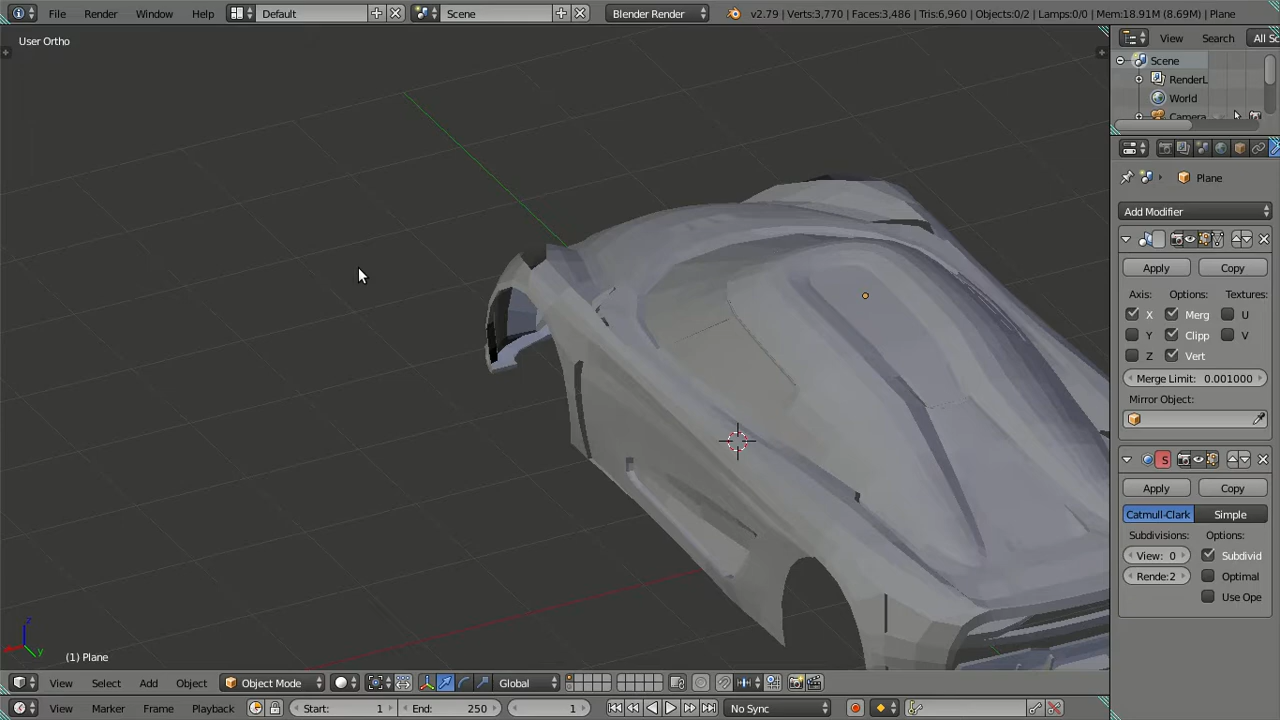 File Render Window Help Default Scene Blender Render v2.79 | Verts:3,770 | Faces:3,486 | Tris:6,960 | Objects:0/2 | Lamps:0/0 | Mem:18.91M (8.69M) | Plane
User Ortho
View Search All Sc
Scene
RenderL
World
Camera
Plane
Add Modifier
Apply Copy
Axis: Options: Textures:
X Merg U
Y Clipp V
Z Vert
Merge Limit: 0.001000
Mirror Object:
S
Apply Copy
Catmull-Clark Simple
Subdivisions: Options:
View: 0 Subdivid
Rende:2 Optimal
Use Ope
z
x y
(1) Plane
View Select Add Object Object Mode Global
View Marker Frame Playback Start: 1 End: 250 1 No Sync